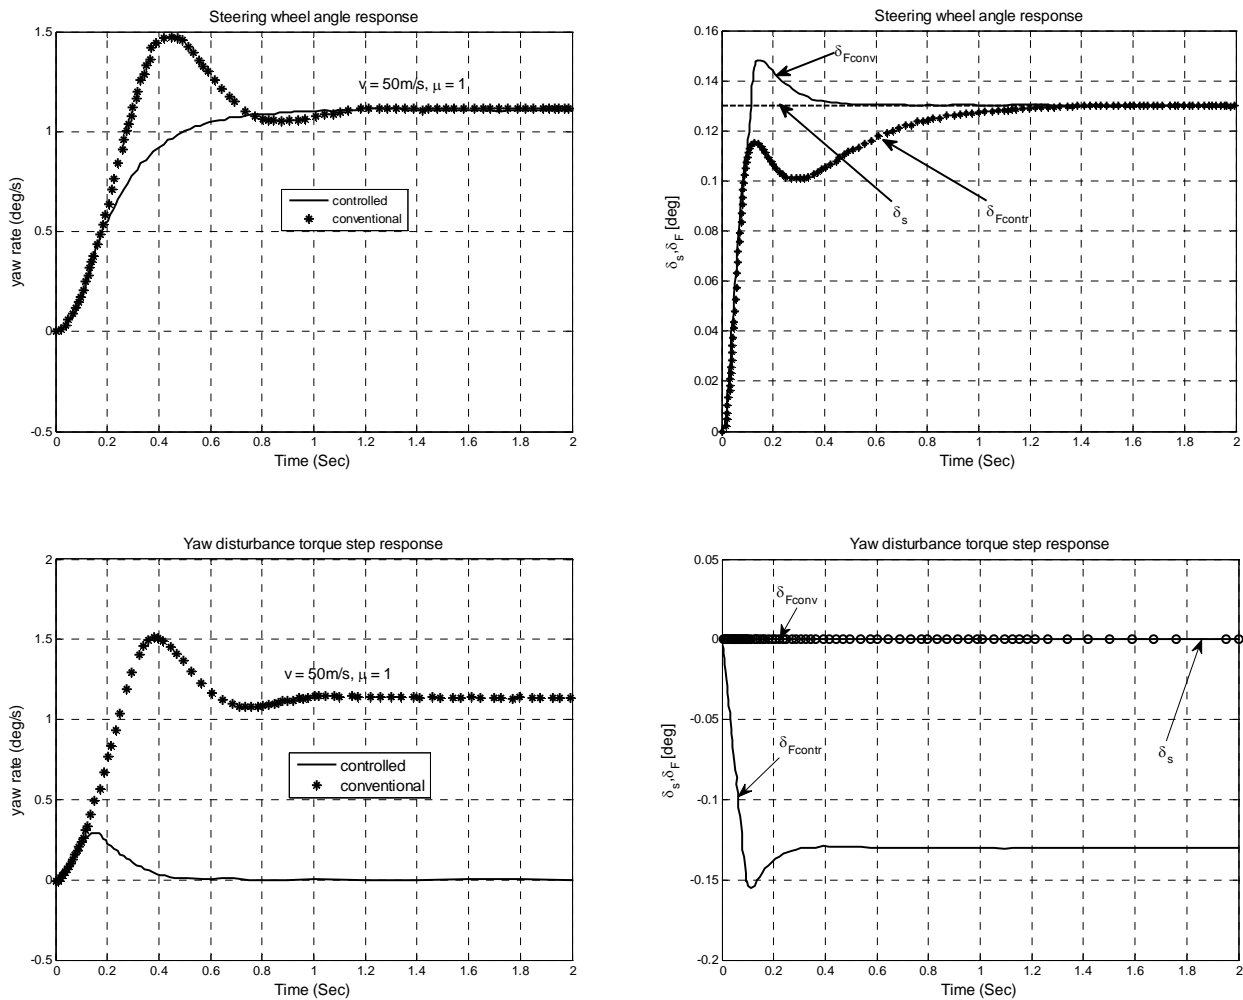 Steering wheel angle response
1.5
1
0.5
0
-0.5
yaw rate (deg/s)
v = 50m/s, μ = 1
controlled
conventional
0 0.2 0.4 0.6 0.8 1 1.2 1.4 1.6 1.8 2
Time (Sec)
Steering wheel angle response
0.16
0.14
0.12
0.1
0.08
0.06
0.04
0.02
0
δs,δF [deg]
δFconv
δs
δFcontr
0 0.2 0.4 0.6 0.8 1 1.2 1.4 1.6 1.8 2
Time (Sec)
Yaw disturbance torque step response
2
1.5
1
0.5
0
-0.5
yaw rate (deg/s)
v = 50m/s, μ = 1
controlled
conventional
0 0.2 0.4 0.6 0.8 1 1.2 1.4 1.6 1.8 2
Time (Sec)
Yaw disturbance torque step response
0.05
0
-0.05
-0.1
-0.15
-0.2
δs,δF [deg]
δFconv
δFcontr
δs
0 0.2 0.4 0.6 0.8 1 1.2 1.4 1.6 1.8 2
Time (Sec)